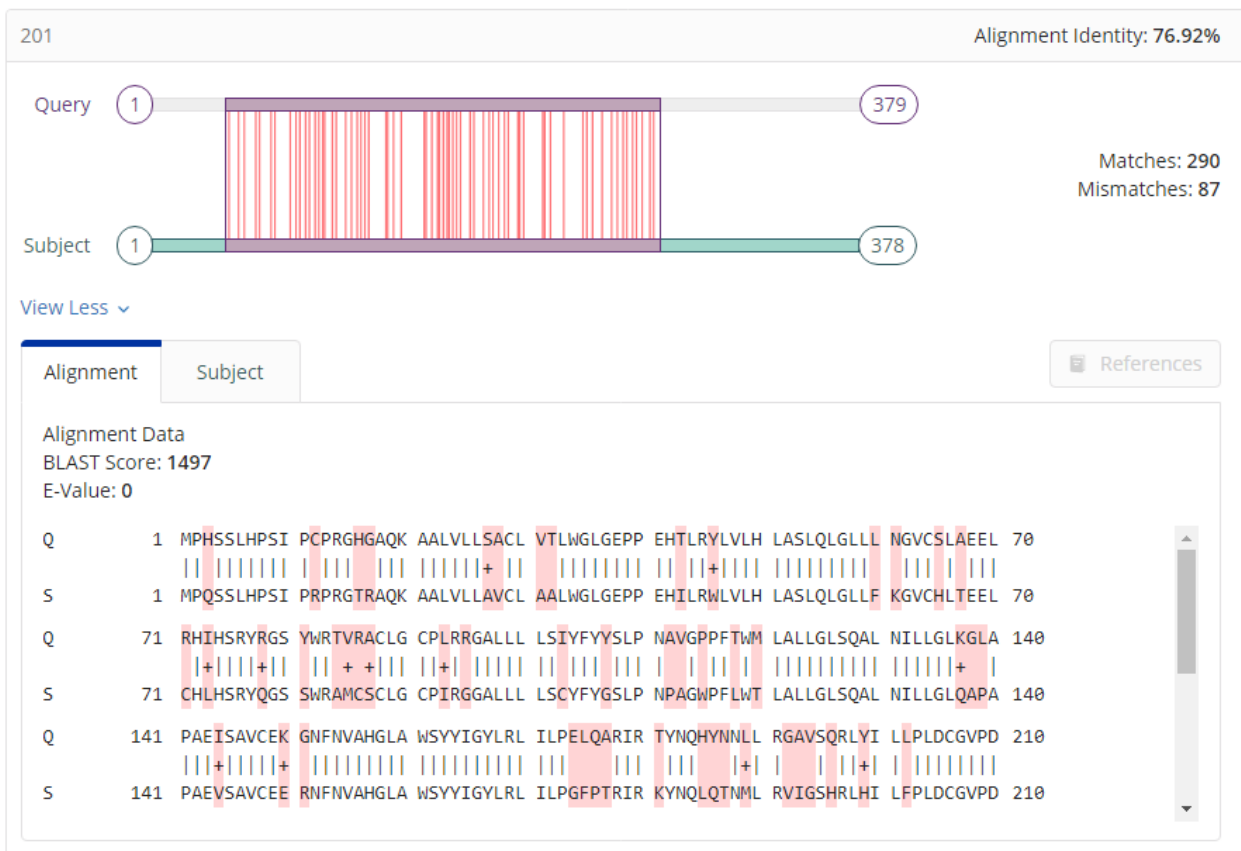 201 Alignment Identity: 76.92%
Query 1 379
Matches: 290
Mismatches: 87
Subject 1 378
View Less
Alignment Subject References
Alignment Data
BLAST Score: 1497
E-Value: 0
Q 1 MPHSSLHPSI PCPRGHGAQK AALVLLSACL VTLWGLGEPP EHTLRYLVLH LASLQLGLLL NGVCSLAEEL 70
|| ||||||| | ||| ||| ||||||+ || |||||||| || ||+|||| ||||||||| ||| | |||
S 1 MPQSSLHPSI PRPRGTRAQK AALVLLAVCL AALWGLGEPP EHILRWLVLH LASLQLGLLF KGVCHLTEEL 70
Q 71 RHIHSRYRGS YWRTVRACLG CPLRRGALLL LSIYFYYSLP NAVGPPFTWM LALLGLSQAL NILLGLKGLA 140
||+||||+|| || + +||| ||+| ||||| || ||| ||| | | || | |||||||||| ||||||+ |
S 71 CHLHSRYQGS SWRAMCSCLG CPIRGGALLL LSCYFYGSLP NPAGWPFLWT LALLGLSQAL NILLGLQAPA 140
Q 141 PAEISAVCEK GNFNVAHGLA WSYYIGYLRL ILPELQARIR TYNQHYNNLL RGAVSQRLYI LLPLDCGVPD 210
|||+|||||+ ||||||||| |||||||||| ||| ||| ||| |+| | | ||+| | ||||||||
S 141 PAEVSAVCEE RNFNVAHGLA WSYYIGYLRL ILPGFPTRIR KYNQLQTNML RVIGSHRLHI LFPLDCGVPD 210